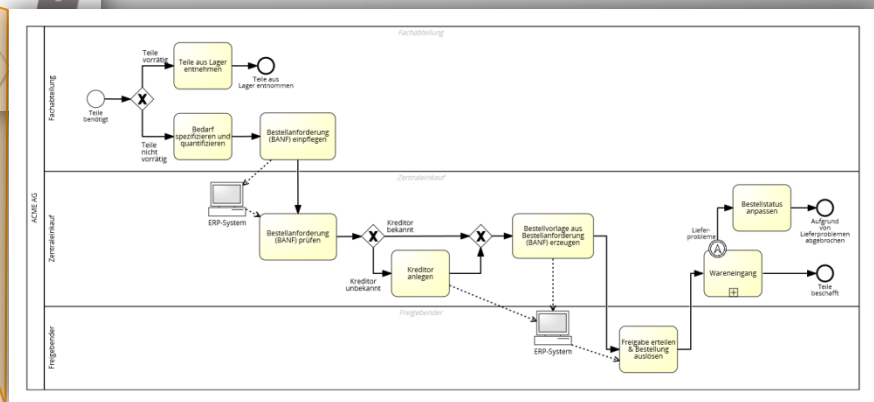 Fachabteilung
ACME AG
Fachabteilung
Teile
benötigt
Teile
vorrätig
Teile aus Lager
entnehmen
Teile aus
Lager entnommen
Teile
nicht
vorrätig
Bedarf
spezifizieren und
quantifizieren
Bestellanforderung
(BANF) einpflegen
Zentraleinkauf
Zentraleinkauf
ERP-System
Bestellanforderung
(BANF) prüfen
Kreditor
bekannt
Kreditor
unbekannt
Kreditor
anlegen
Bestellvorlage aus
Bestellanforderung
(BANF) erzeugen
Liefer-
probleme
A
Bestellstatus
anpassen
Aufgrund
von
Lieferproblemen
abgebrochen
Wareneingang
Teile
beschafft
Freigebender
Freigebender
ERP-System
Freigabe erteilen
& Bestellung
auslösen